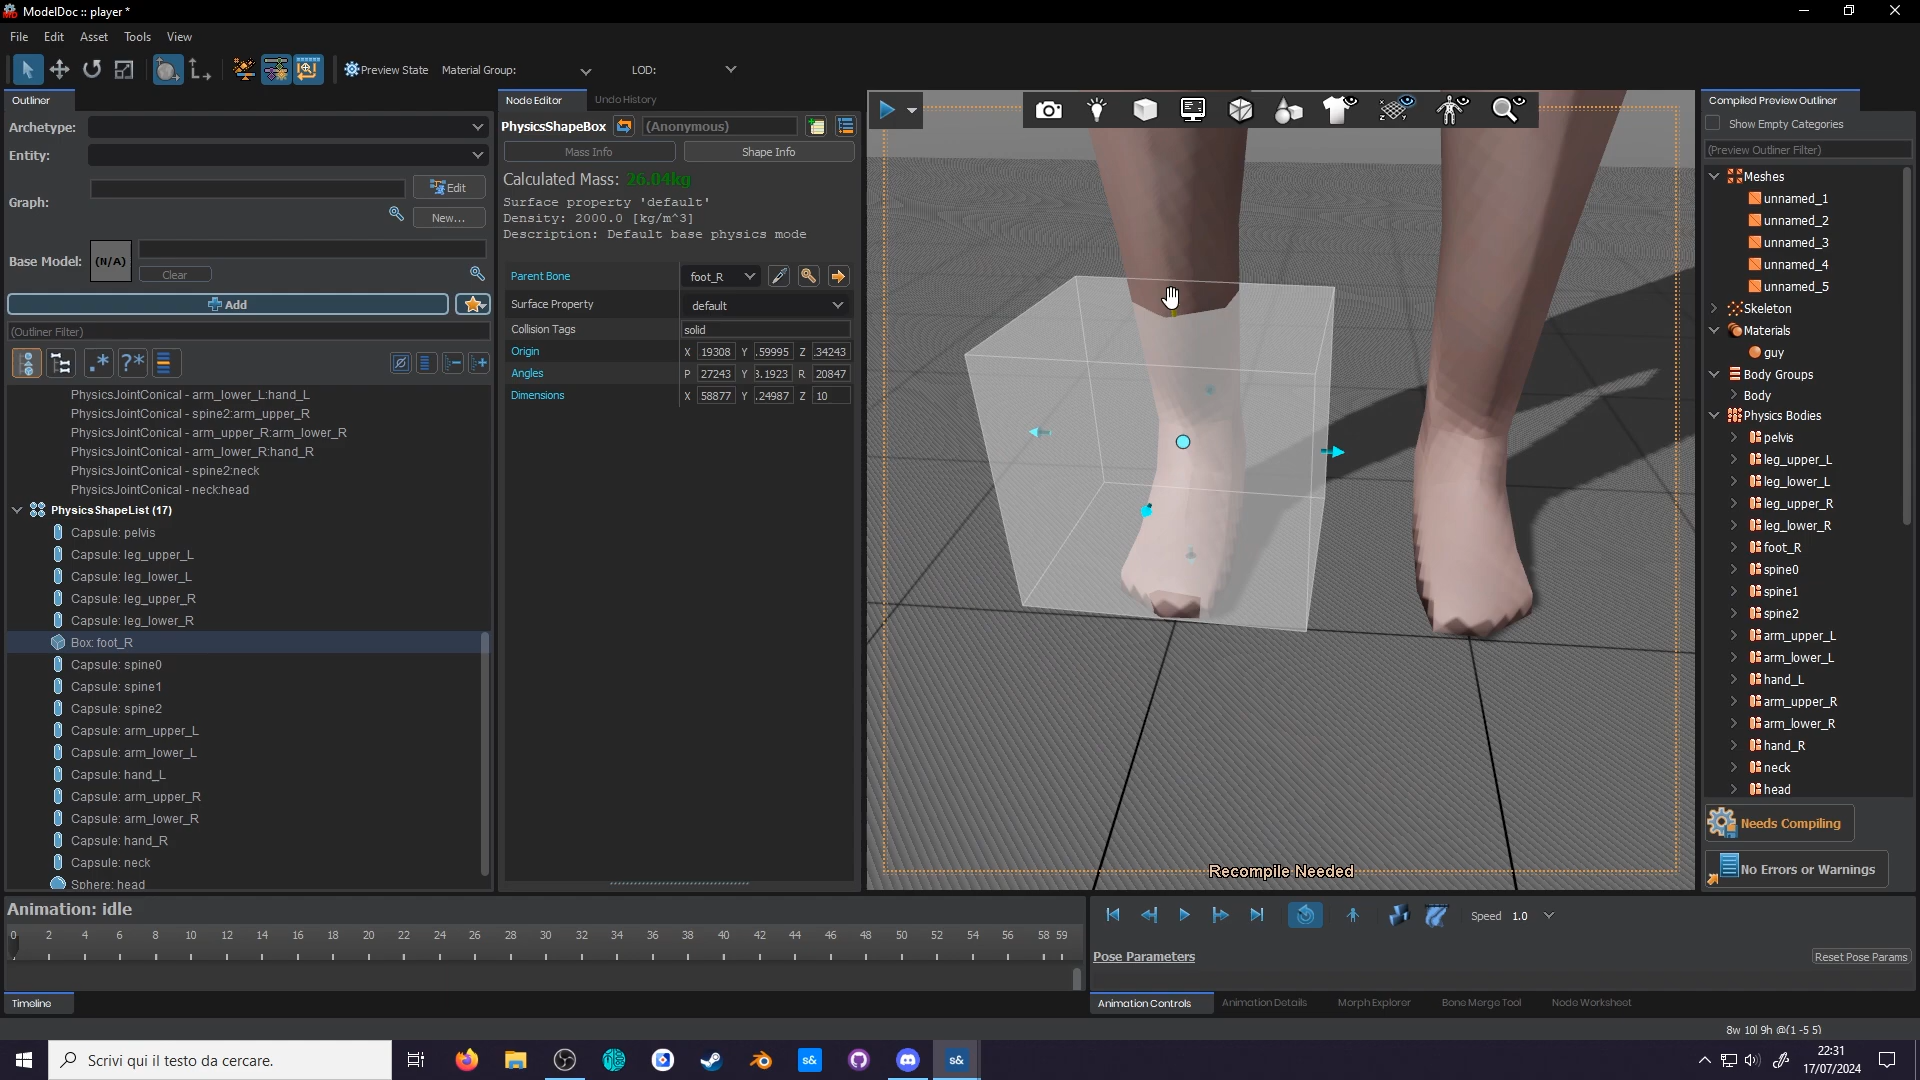 ModelDoc :: player *
File Edit Asset Tools View
Preview State Material Group: LOD:
Outliner
Archetype:
Entity:
Graph:
Edit
New...
Base Model:
(N/A)
Clear
Add
(Outliner Filter)
PhysicsJointConical - arm_lower_L:hand_L
PhysicsJointConical - spine2:arm_upper_R
PhysicsJointConical - arm_upper_R:arm_lower_R
PhysicsJointConical - arm_lower_R:hand_R
PhysicsJointConical - spine2:neck
PhysicsJointConical - neck:head
PhysicsShapeList (17)
Capsule: pelvis
Capsule: leg_upper_L
Capsule: leg_lower_L
Capsule: leg_upper_R
Capsule: leg_lower_R
Box: foot_R
Capsule: spine0
Capsule: spine1
Capsule: spine2
Capsule: arm_upper_L
Capsule: arm_lower_L
Capsule: hand_L
Capsule: arm_upper_R
Capsule: arm_lower_R
Capsule: hand_R
Capsule: neck
Sphere: head
Node Editor Undo History
PhysicsShapeBox (Anonymous)
Mass Info Shape Info
Calculated Mass: 26.04kg
Surface property 'default'
Density: 2000.0 [kg/m^3]
Description: Default base physics mode
Parent Bone foot_R
Surface Property default
Collision Tags solid
Origin X 19308 Y .59995 Z .34243
Angles P 27243 Y 3.1923 R 20847
Dimensions X 58877 Y .24987 Z 10
Recompile Needed
Compiled Preview Outliner
Show Empty Categories
(Preview Outliner Filter)
Meshes
unnamed_1
unnamed_2
unnamed_3
unnamed_4
unnamed_5
Skeleton
Materials
guy
Body Groups
Body
Physics Bodies
pelvis
leg_upper_L
leg_lower_L
leg_upper_R
leg_lower_R
foot_R
spine0
spine1
spine2
arm_upper_L
arm_lower_L
hand_L
arm_upper_R
arm_lower_R
hand_R
neck
head
Needs Compiling
No Errors or Warnings
Animation: idle
0 2 4 6 8 10 12 14 16 18 20 22 24 26 28 30 32 34 36 38 40 42 44 46 48 50 52 54 56 58 59
Timeline
Speed 1.0
Pose Parameters
Reset Pose Params
Animation Controls Animation Details Morph Explorer Bone Merge Tool Node Worksheet
8w 10l 9h @(1 -5 5)
Scrivi qui il testo da cercare.
s&
s&
22:31
17/07/2024